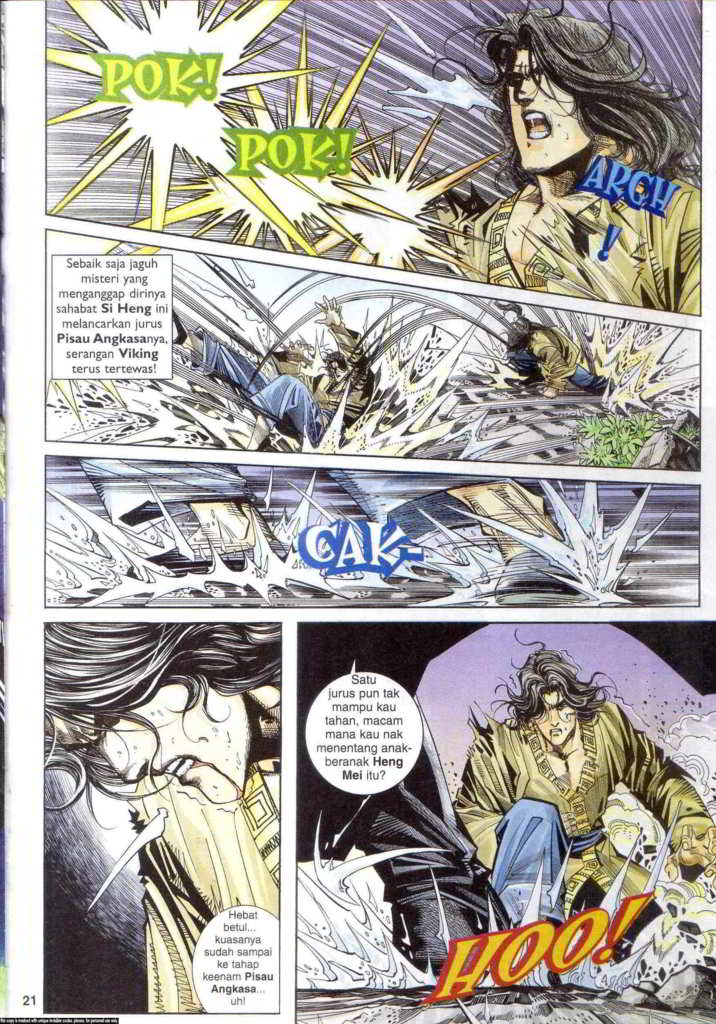 POK!
POK!
ARGH
!
Sebaik saja jaguh
misteri yang
menganggap dirinya
sahabat Si Heng ini
melancarkan jurus
Pisau Angkasanya,
serangan Viking
terus tertewas!
CAK-
Satu
jurus pun tak
mampu kau
tahan, macam
mana kau nak
menentang anak-
beranak Heng
Mei itu?
Hebat
betul...
kuasanya
sudah sampai
ke tahap
keenam Pisau
Angkasa...
uh!
HOO!
21